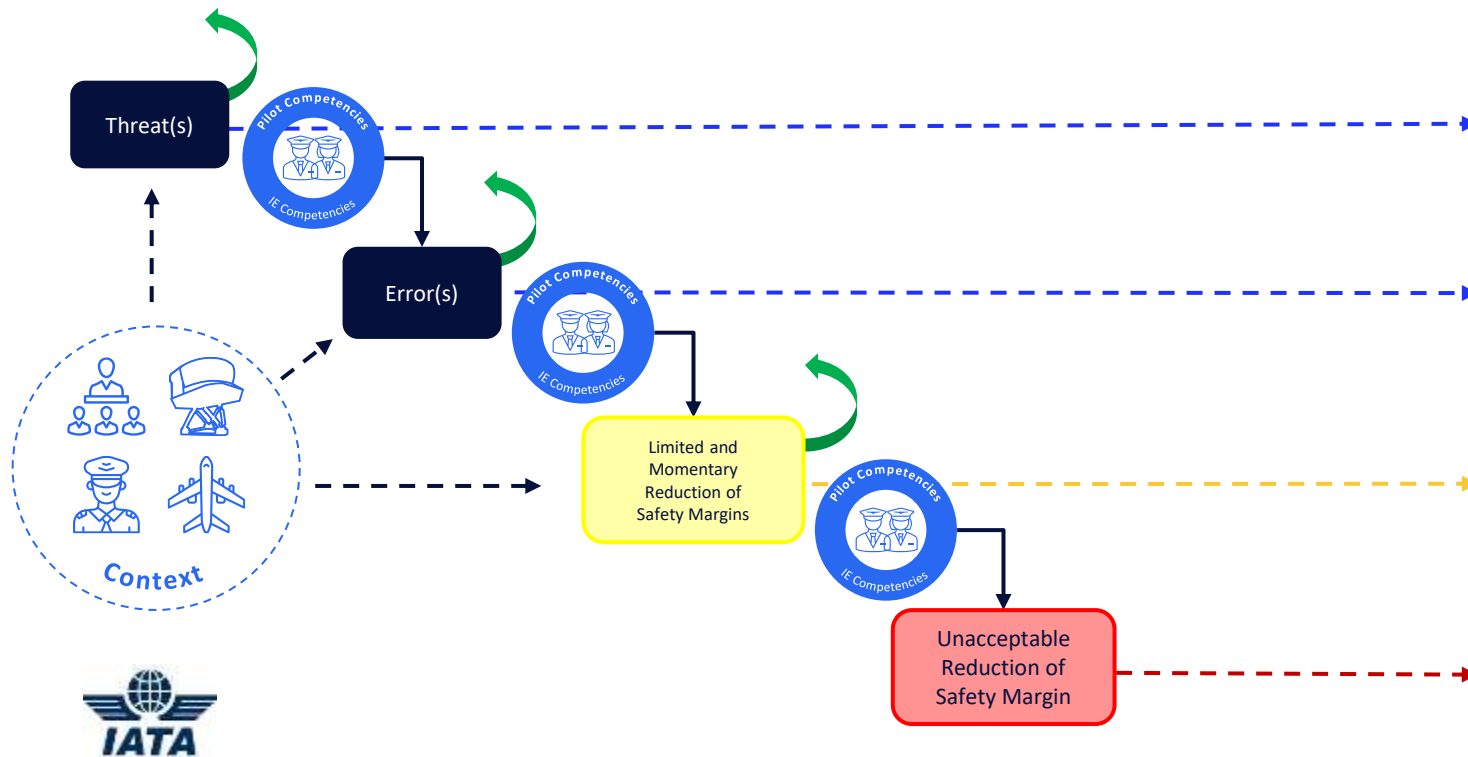 Threat(s)
Pilot Competencies
IE Competencies
Error(s)
Pilot Competencies
IE Competencies
Limited and
Momentary
Reduction of
Safety Margins
Pilot Competencies
IE Competencies
Context
Unacceptable
Reduction of
Safety Margin
IATA